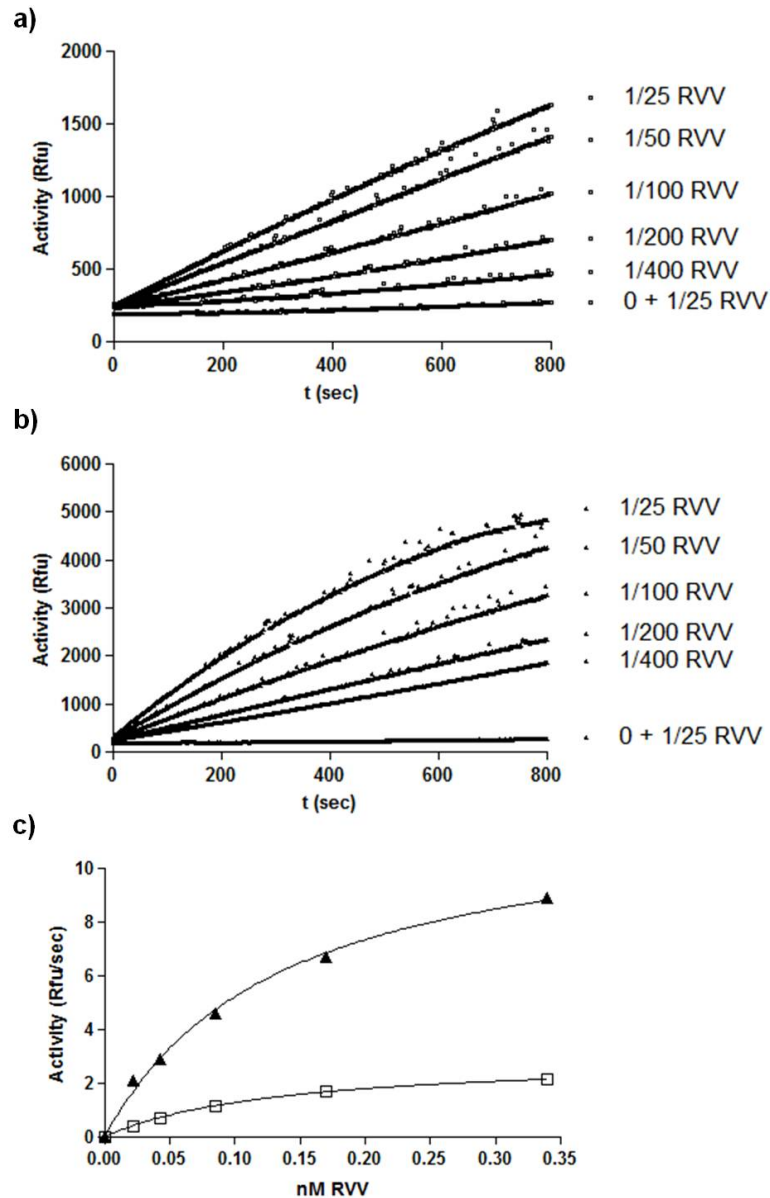 a)
2000
1500
1000
500
0
Activity (Rfu)
0 200 400 600 800
t (sec)
1/25 RVV
1/50 RVV
1/100 RVV
1/200 RVV
1/400 RVV
0 + 1/25 RVV
b)
6000
5000
4000
3000
2000
1000
0
Activity (Rfu)
0 200 400 600 800
t (sec)
1/25 RVV
1/50 RVV
1/100 RVV
1/200 RVV
1/400 RVV
0 + 1/25 RVV
c)
10
8
6
4
2
0
Activity (Rfu/sec)
0.00 0.05 0.10 0.15 0.20 0.25 0.30 0.35
nM RVV